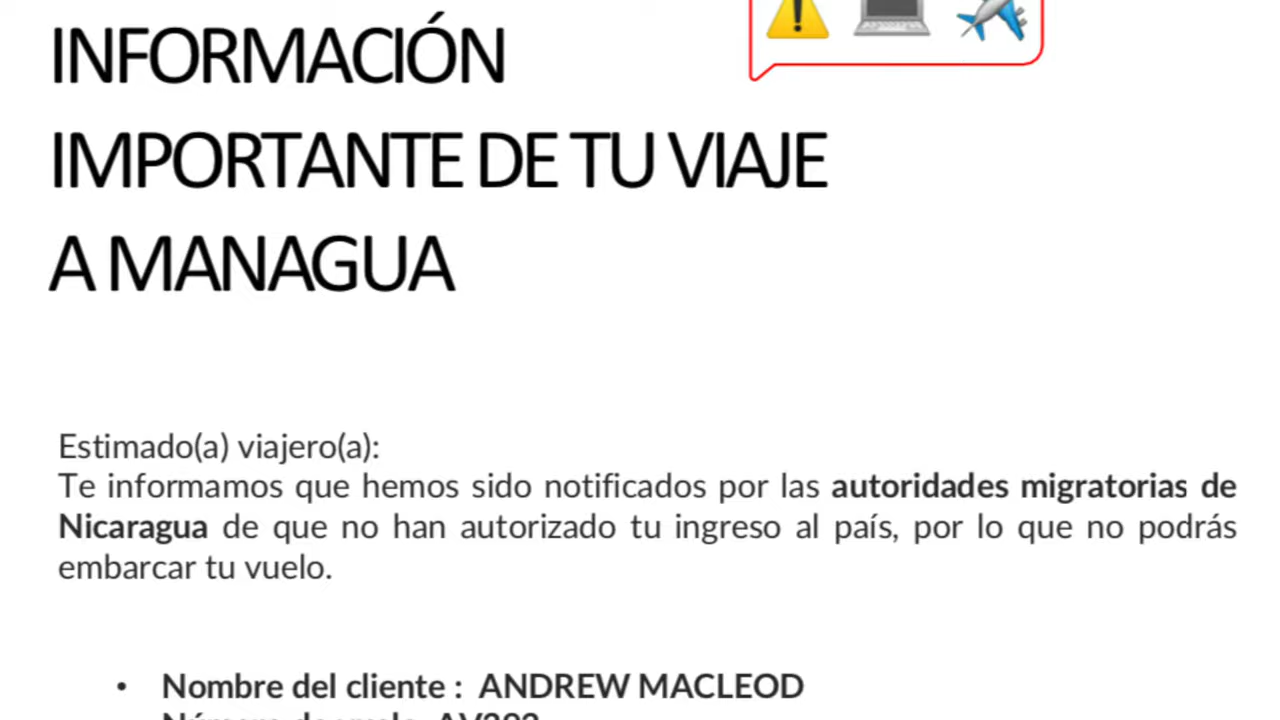 INFORMACIÓN
IMPORTANTE DE TU VIAJE
A MANAGUA
Estimado(a) viajero(a):
Te informamos que hemos sido notificados por las autoridades migratorias de
Nicaragua de que no han autorizado tu ingreso al país, por lo que no podrás
embarcar tu vuelo.
• Nombre del cliente : ANDREW MACLEOD